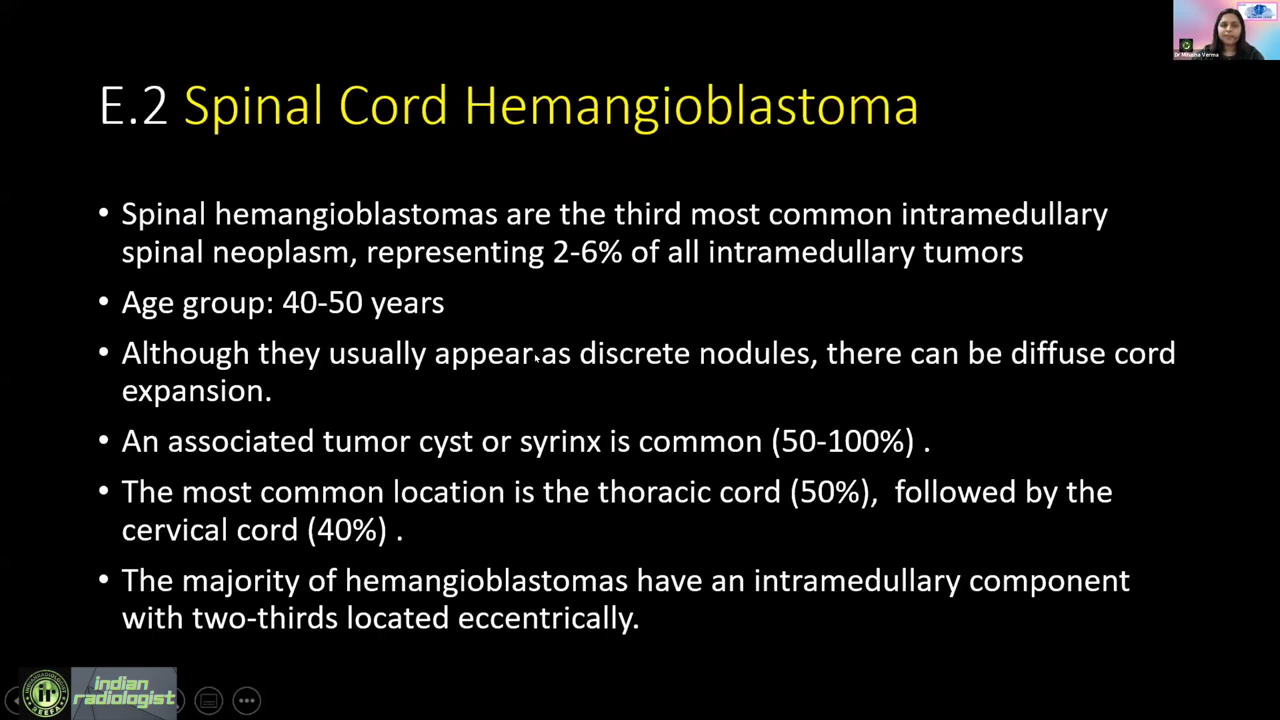 E.2 Spinal Cord Hemangioblastoma
• Spinal hemangioblastomas are the third most common intramedullary
spinal neoplasm, representing 2-6% of all intramedullary tumors
• Age group: 40-50 years
• Although they usually appear as discrete nodules, there can be diffuse cord
expansion.
• An associated tumor cyst or syrinx is common (50-100%) .
• The most common location is the thoracic cord (50%),  followed by the
cervical cord (40%) .
• The majority of hemangioblastomas have an intramedullary component
with two-thirds located eccentrically.
ir
indian
radiologist